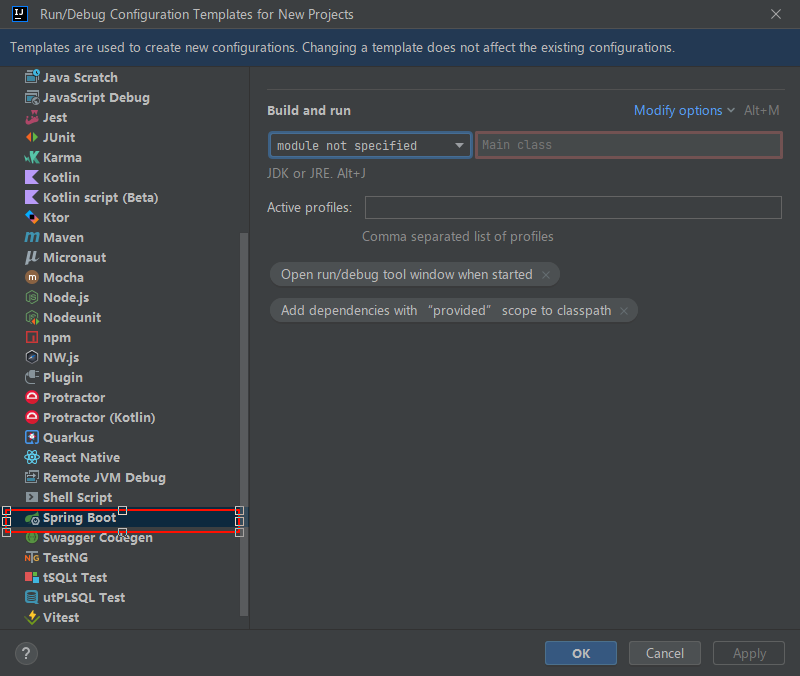 Run/Debug Configuration Templates for New Projects
Templates are used to create new configurations. Changing a template does not affect the existing configurations.
Java Scratch
JavaScript Debug
Jest
JUnit
Karma
Kotlin
Kotlin script (Beta)
Ktor
Maven
Micronaut
Mocha
Node.js
Nodeunit
npm
NW.js
Plugin
Protractor
Protractor (Kotlin)
Quarkus
React Native
Remote JVM Debug
Shell Script
Spring Boot
Swagger Codegen
TestNG
tSQLt Test
utPLSQL Test
Vitest
Build and run
Modify options Alt+M
module not specified
Main class
JDK or JRE. Alt+J
Active profiles:
Comma separated list of profiles
Open run/debug tool window when started
Add dependencies with “provided” scope to classpath
?
OK
Cancel
Apply